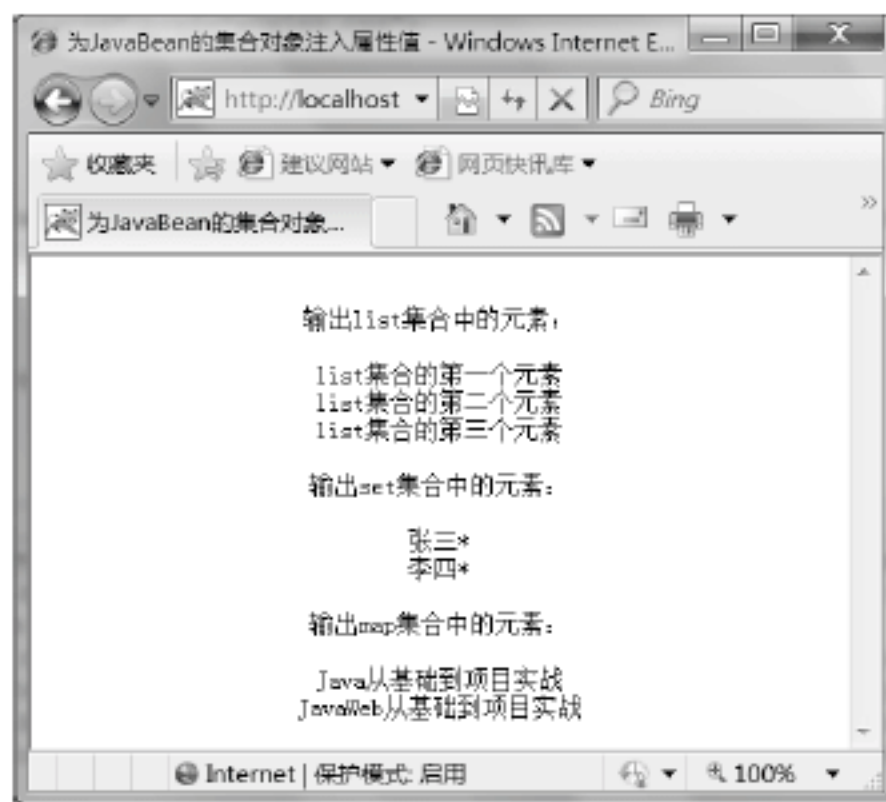 为JavaBean的集合对象注入属性值 - Windows Internet E...
http://localhost
Bing
收藏夹
建议网站
网页快讯库
为JavaBean的集合对象...
输出list集合中的元素:
list集合的第一个元素
list集合的第二个元素
list集合的第三个元素
输出set集合中的元素:
张三*
李四*
输出map集合中的元素:
Java从基础到项目实战
JavaWeb从基础到项目实战
Internet | 保护模式: 启用
100%